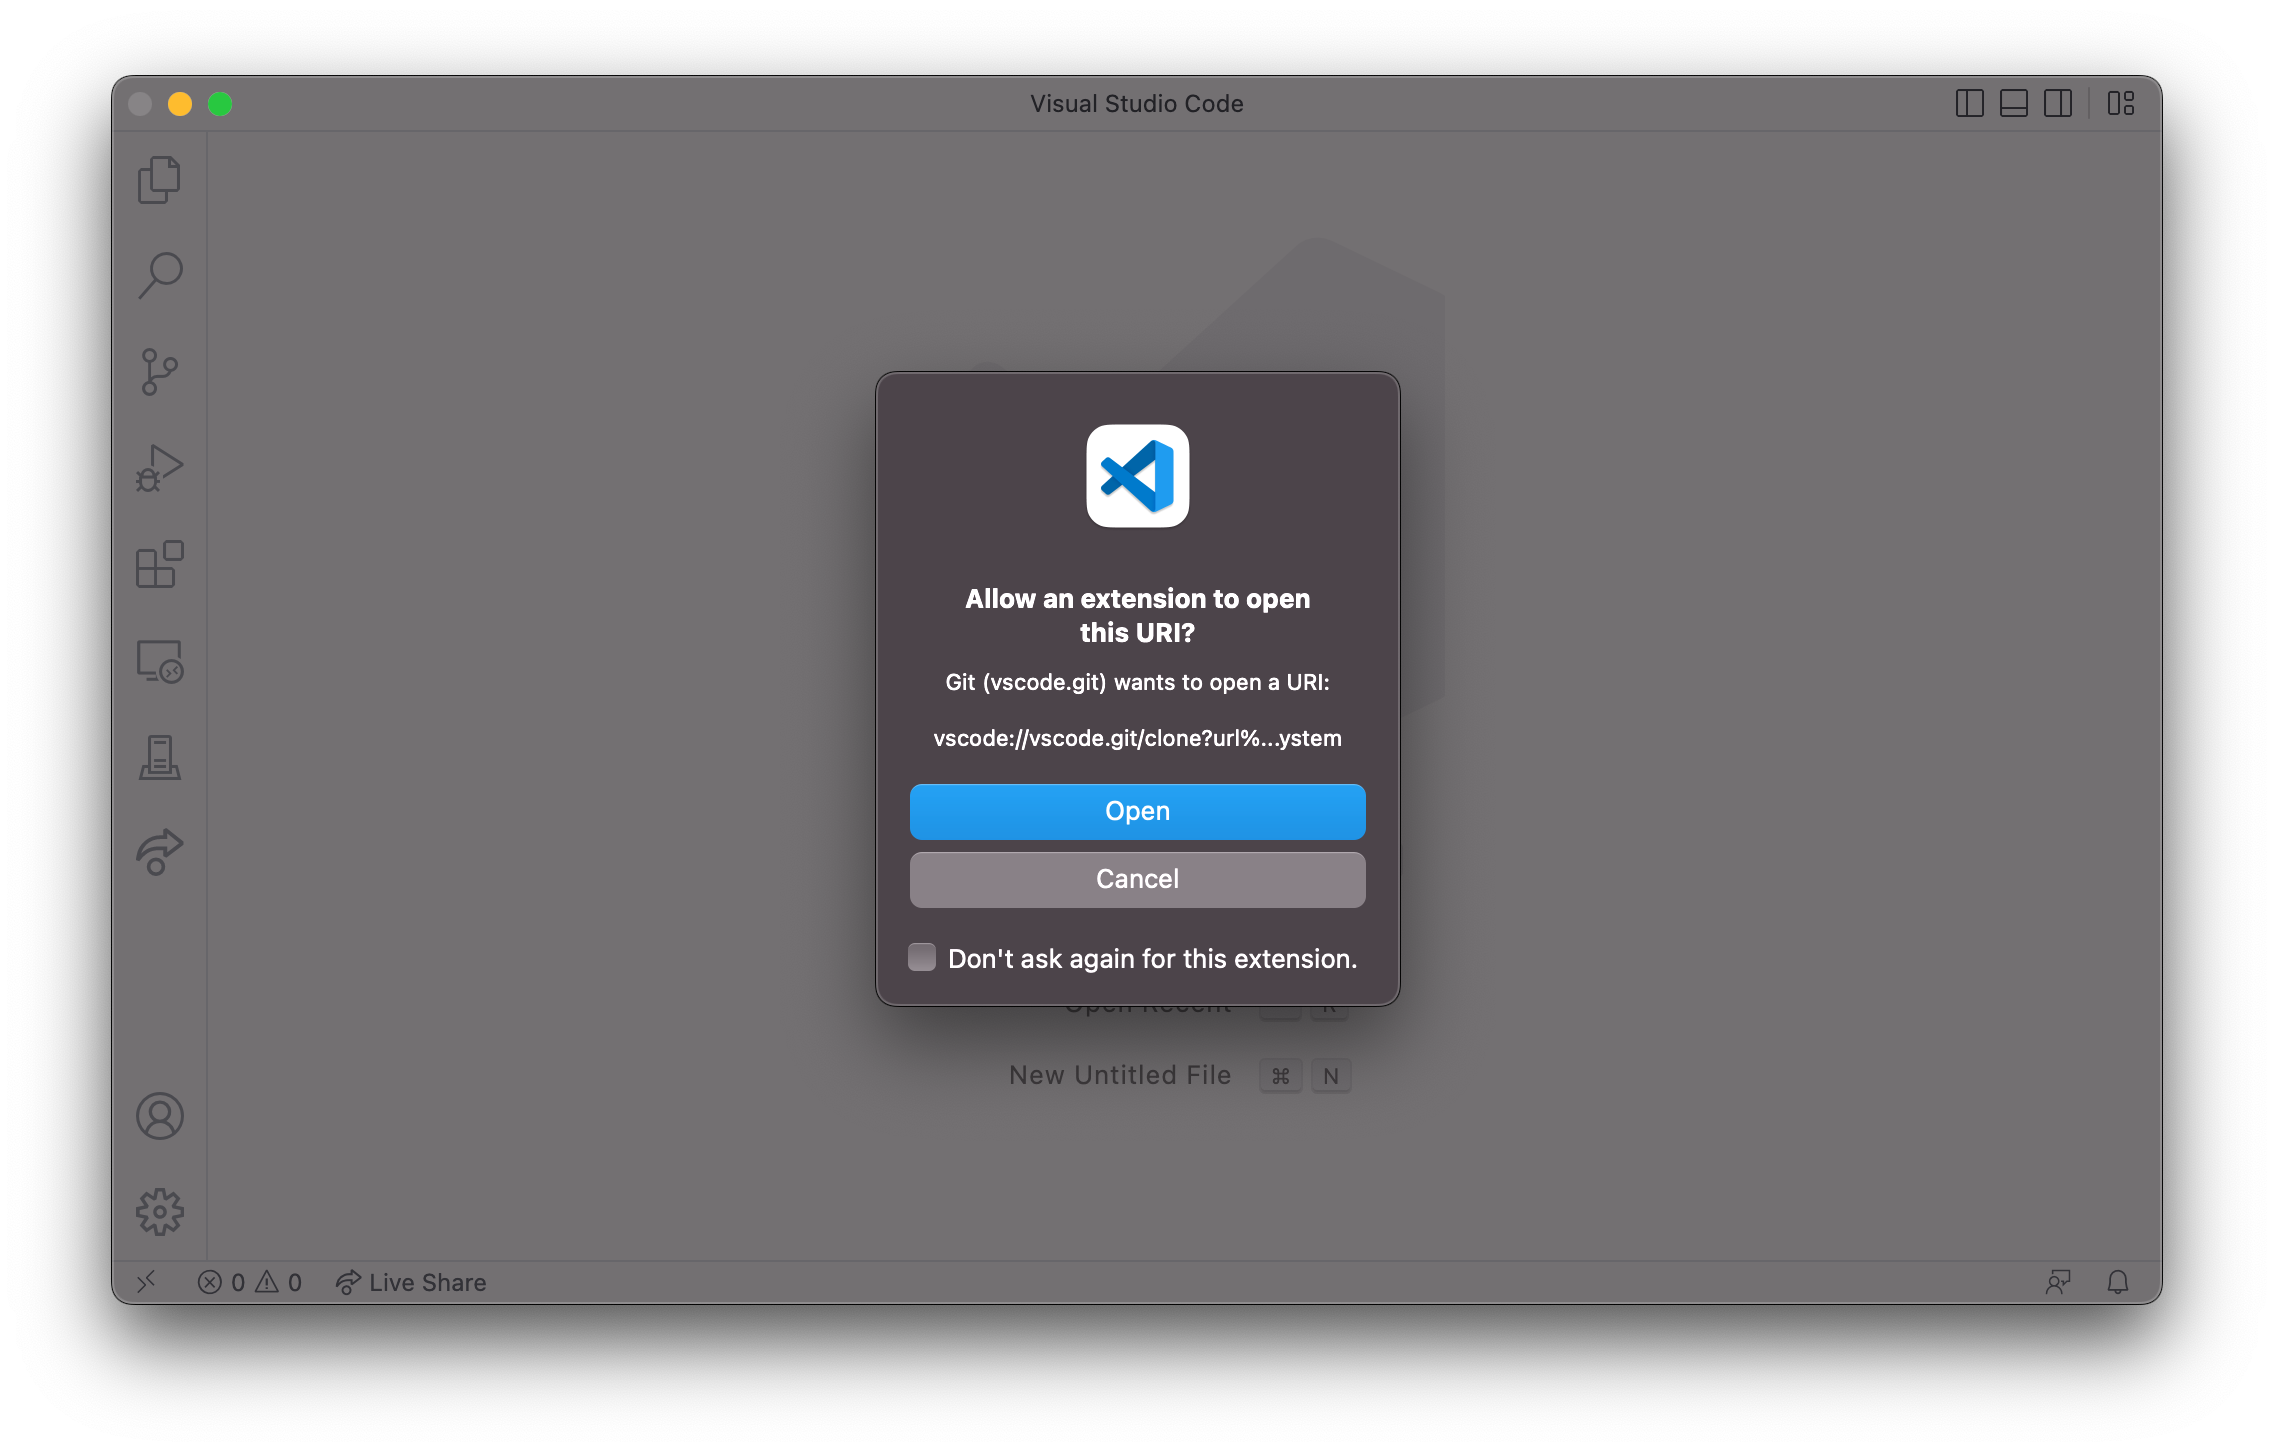 Visual Studio Code
Allow an extension to open
this URI?
Git (vscode.git) wants to open a URI:
vscode://vscode.git/clone?url%...ystem
Open
Cancel
Don't ask again for this extension.
Open Recent R
New Untitled File ⌘ N
0 0 Live Share